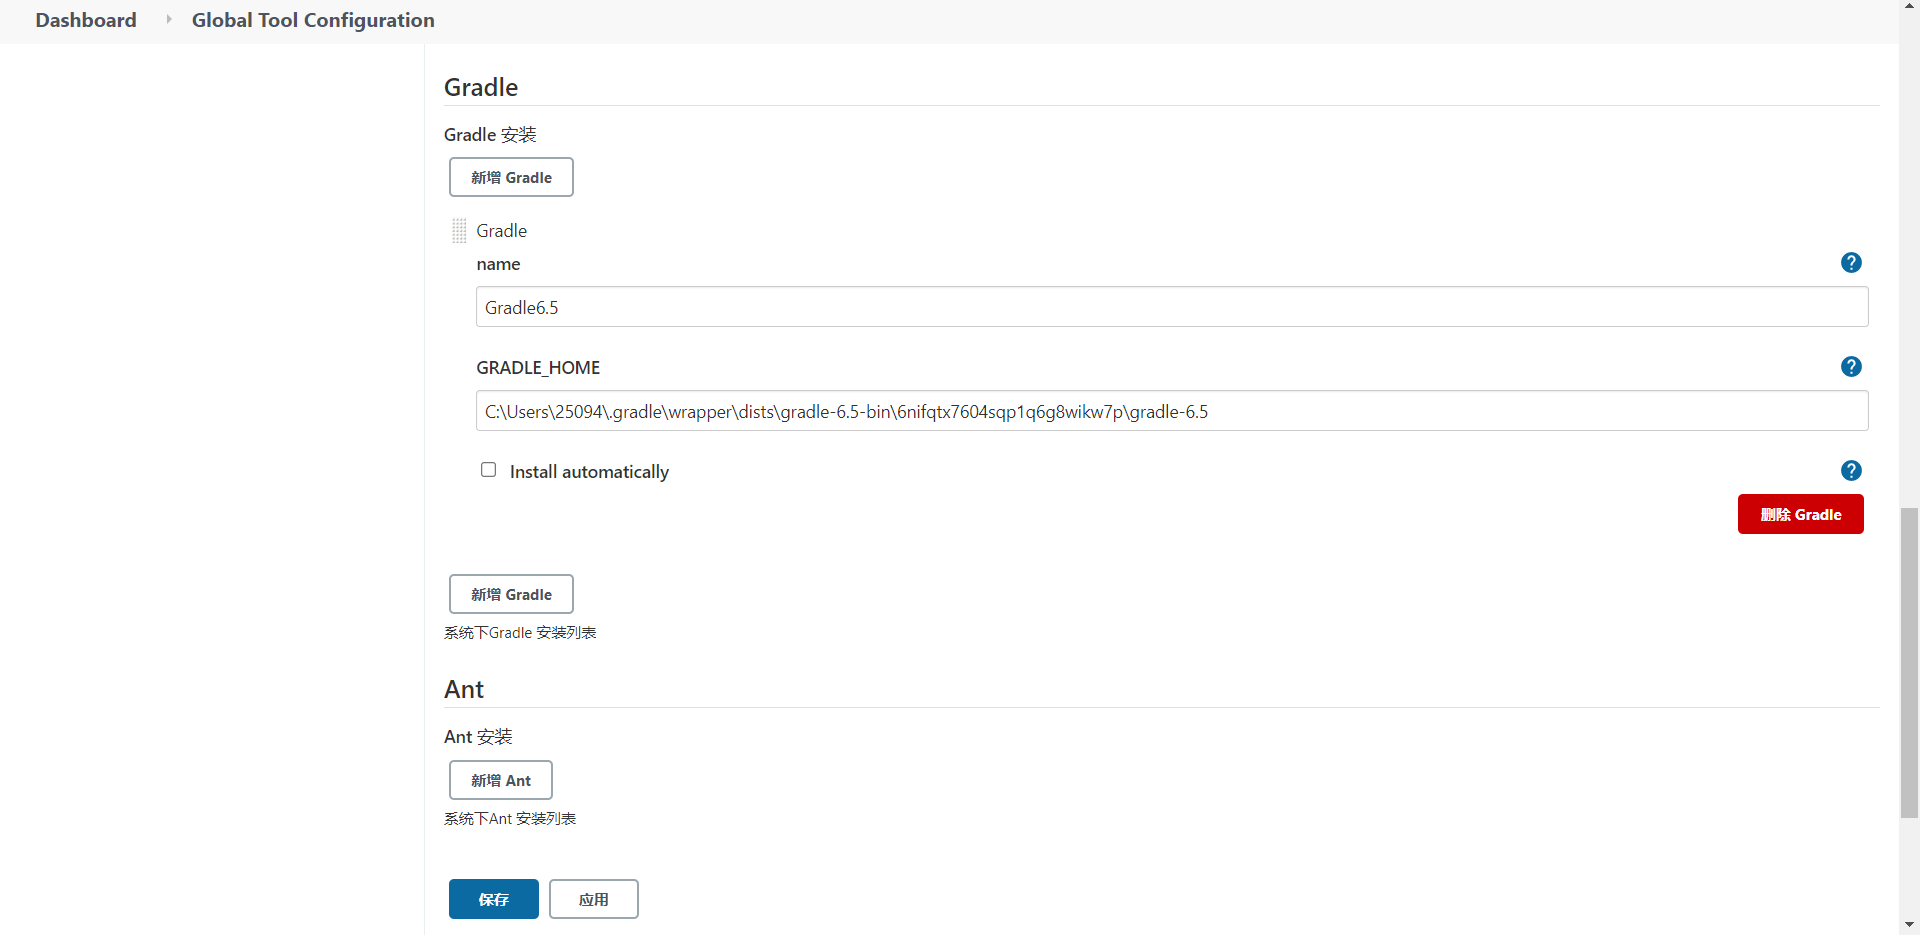 Dashboard Global Tool Configuration
Gradle
Gradle 安装
新增 Gradle
Gradle
name
?
Gradle6.5
GRADLE_HOME
?
C:\Users\25094\.gradle\wrapper\dists\gradle-6.5-bin\6nifqtx7604sqp1q6g8wikw7p\gradle-6.5
Install automatically
?
删除 Gradle
新增 Gradle
系统下Gradle 安装列表
Ant
Ant 安装
新增 Ant
系统下Ant 安装列表
保存 应用